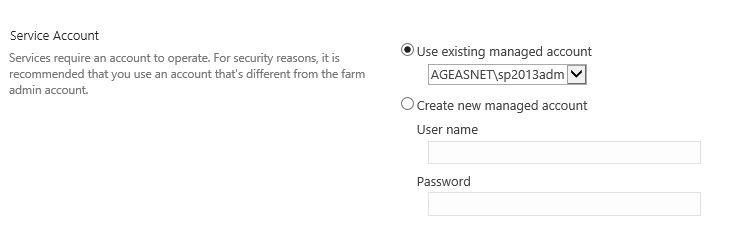 Service Account
Services require an account to operate. For security reasons, it is
recommended that you use an account that's different from the farm
admin account.
Use existing managed account
AGEASNET\sp2013adm
Create new managed account
User name
Password